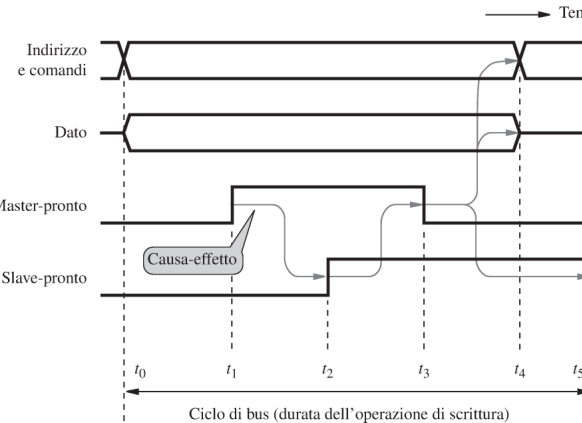 Tem
Indirizzo
e comandi
Dato
Master-pronto
Causa-effetto
Slave-pronto
t0 t1 t2 t3 t4 t5
Ciclo di bus (durata dell'operazione di scrittura)